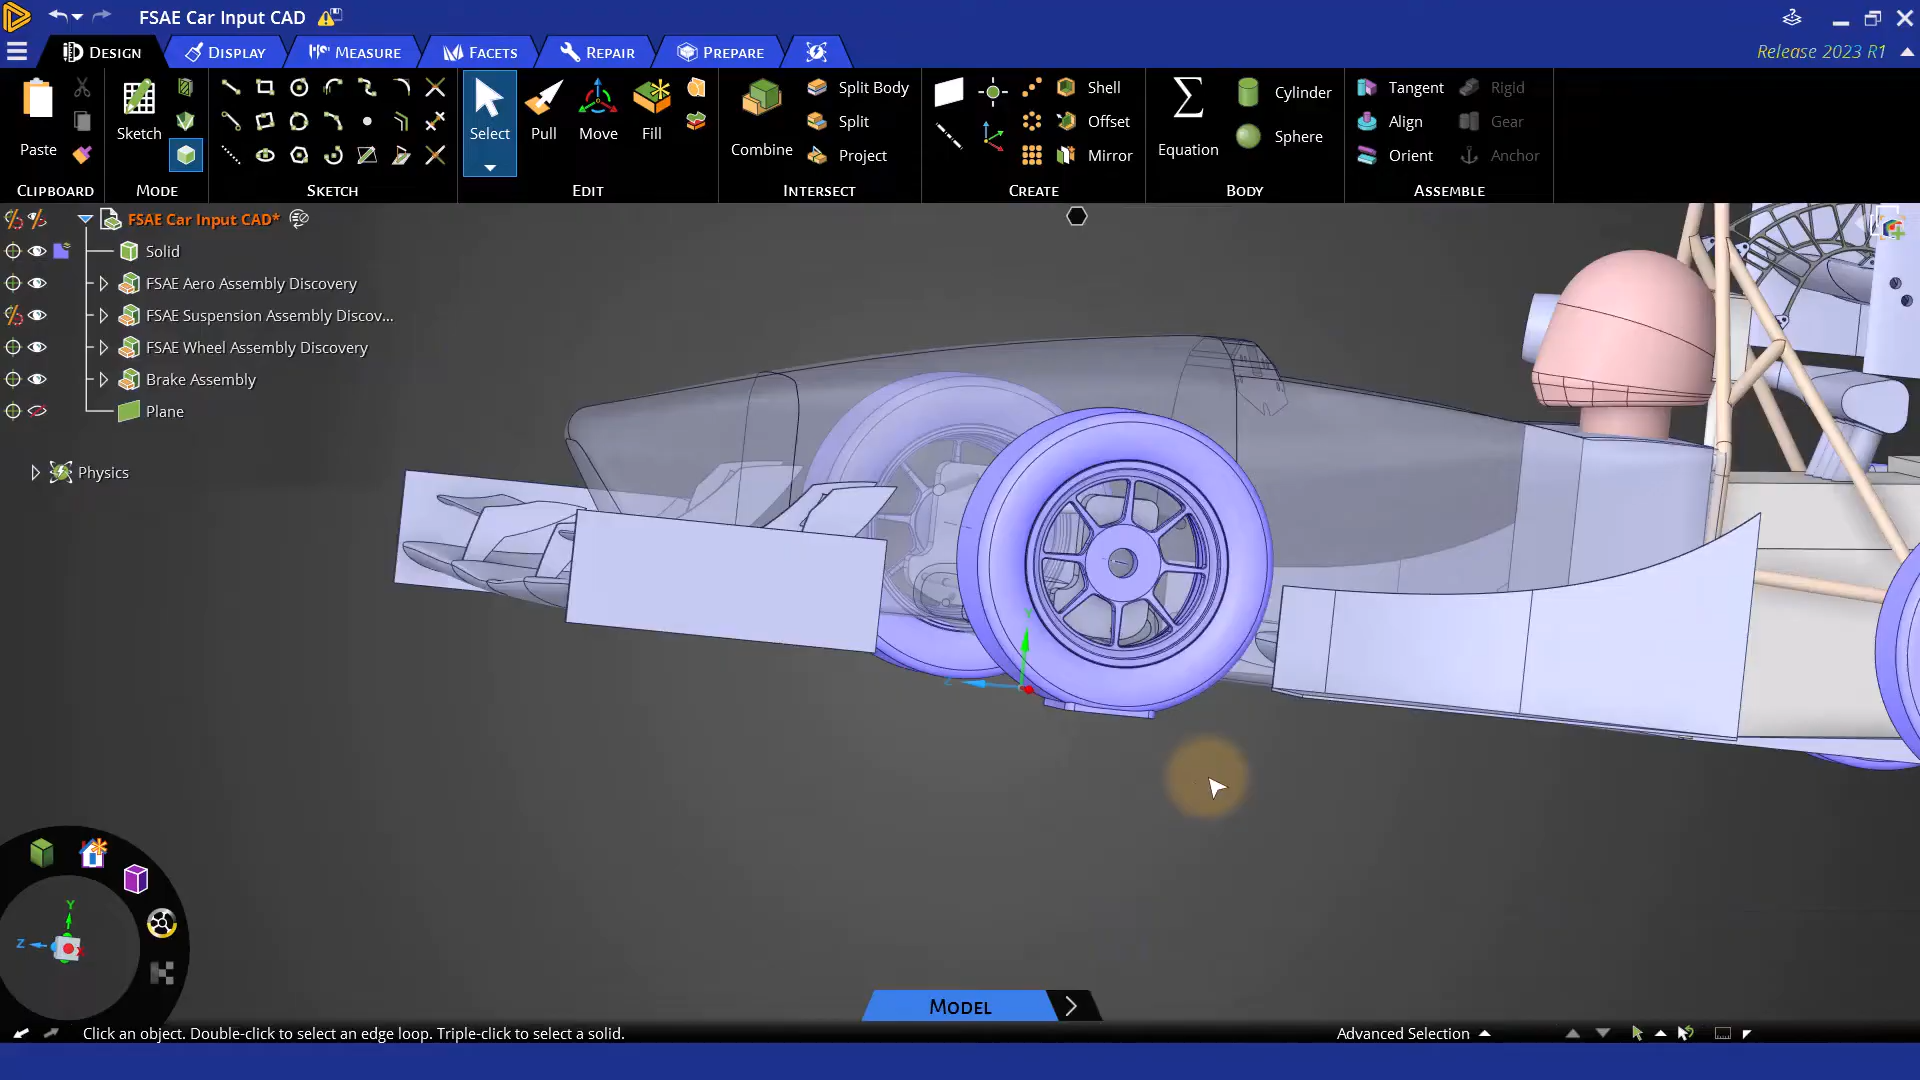 FSAE Car Input CAD
DESIGN DISPLAY MEASURE FACETS REPAIR PREPARE
Release 2023 R1
Paste
CLIPBOARD
Sketch
MODE
SKETCH
Select Pull Move Fill
EDIT
Combine
Split Body
Split
Project
INTERSECT
Shell
Offset
Mirror
CREATE
Equation
Cylinder
Sphere
BODY
Tangent Rigid
Align Gear
Orient Anchor
ASSEMBLE
FSAE Car Input CAD*
Solid
FSAE Aero Assembly Discovery
FSAE Suspension Assembly Discov...
FSAE Wheel Assembly Discovery
Brake Assembly
Plane
Physics
Y
Z
Y
Z
MODEL
Click an object. Double-click to select an edge loop. Triple-click to select a solid.
Advanced Selection